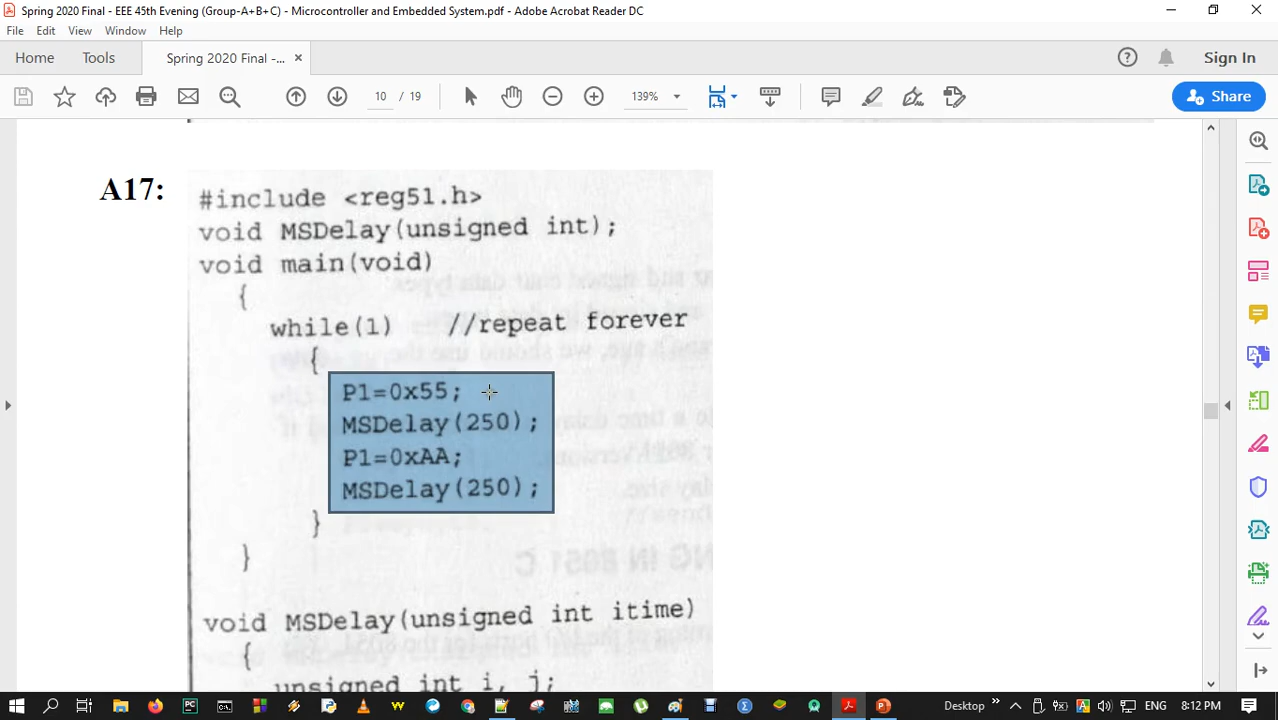 Spring 2020 Final - EEE 45th Evening (Group-A+B+C) - Microcontroller and Embedded System.pdf - Adobe Acrobat Reader DC
File Edit View Window Help
Home Tools Spring 2020 Final -... × Sign In
10 / 19 139% Share
A17:
#include <reg51.h>
void MSDelay(unsigned int);
void main(void)
{
while(1) //repeat forever
{
P1=0x55;
MSDelay(250);
P1=0xAA;
MSDelay(250);
}
}
void MSDelay(unsigned int itime)
{
unsigned int i, j;
Desktop ENG 8:12 PM